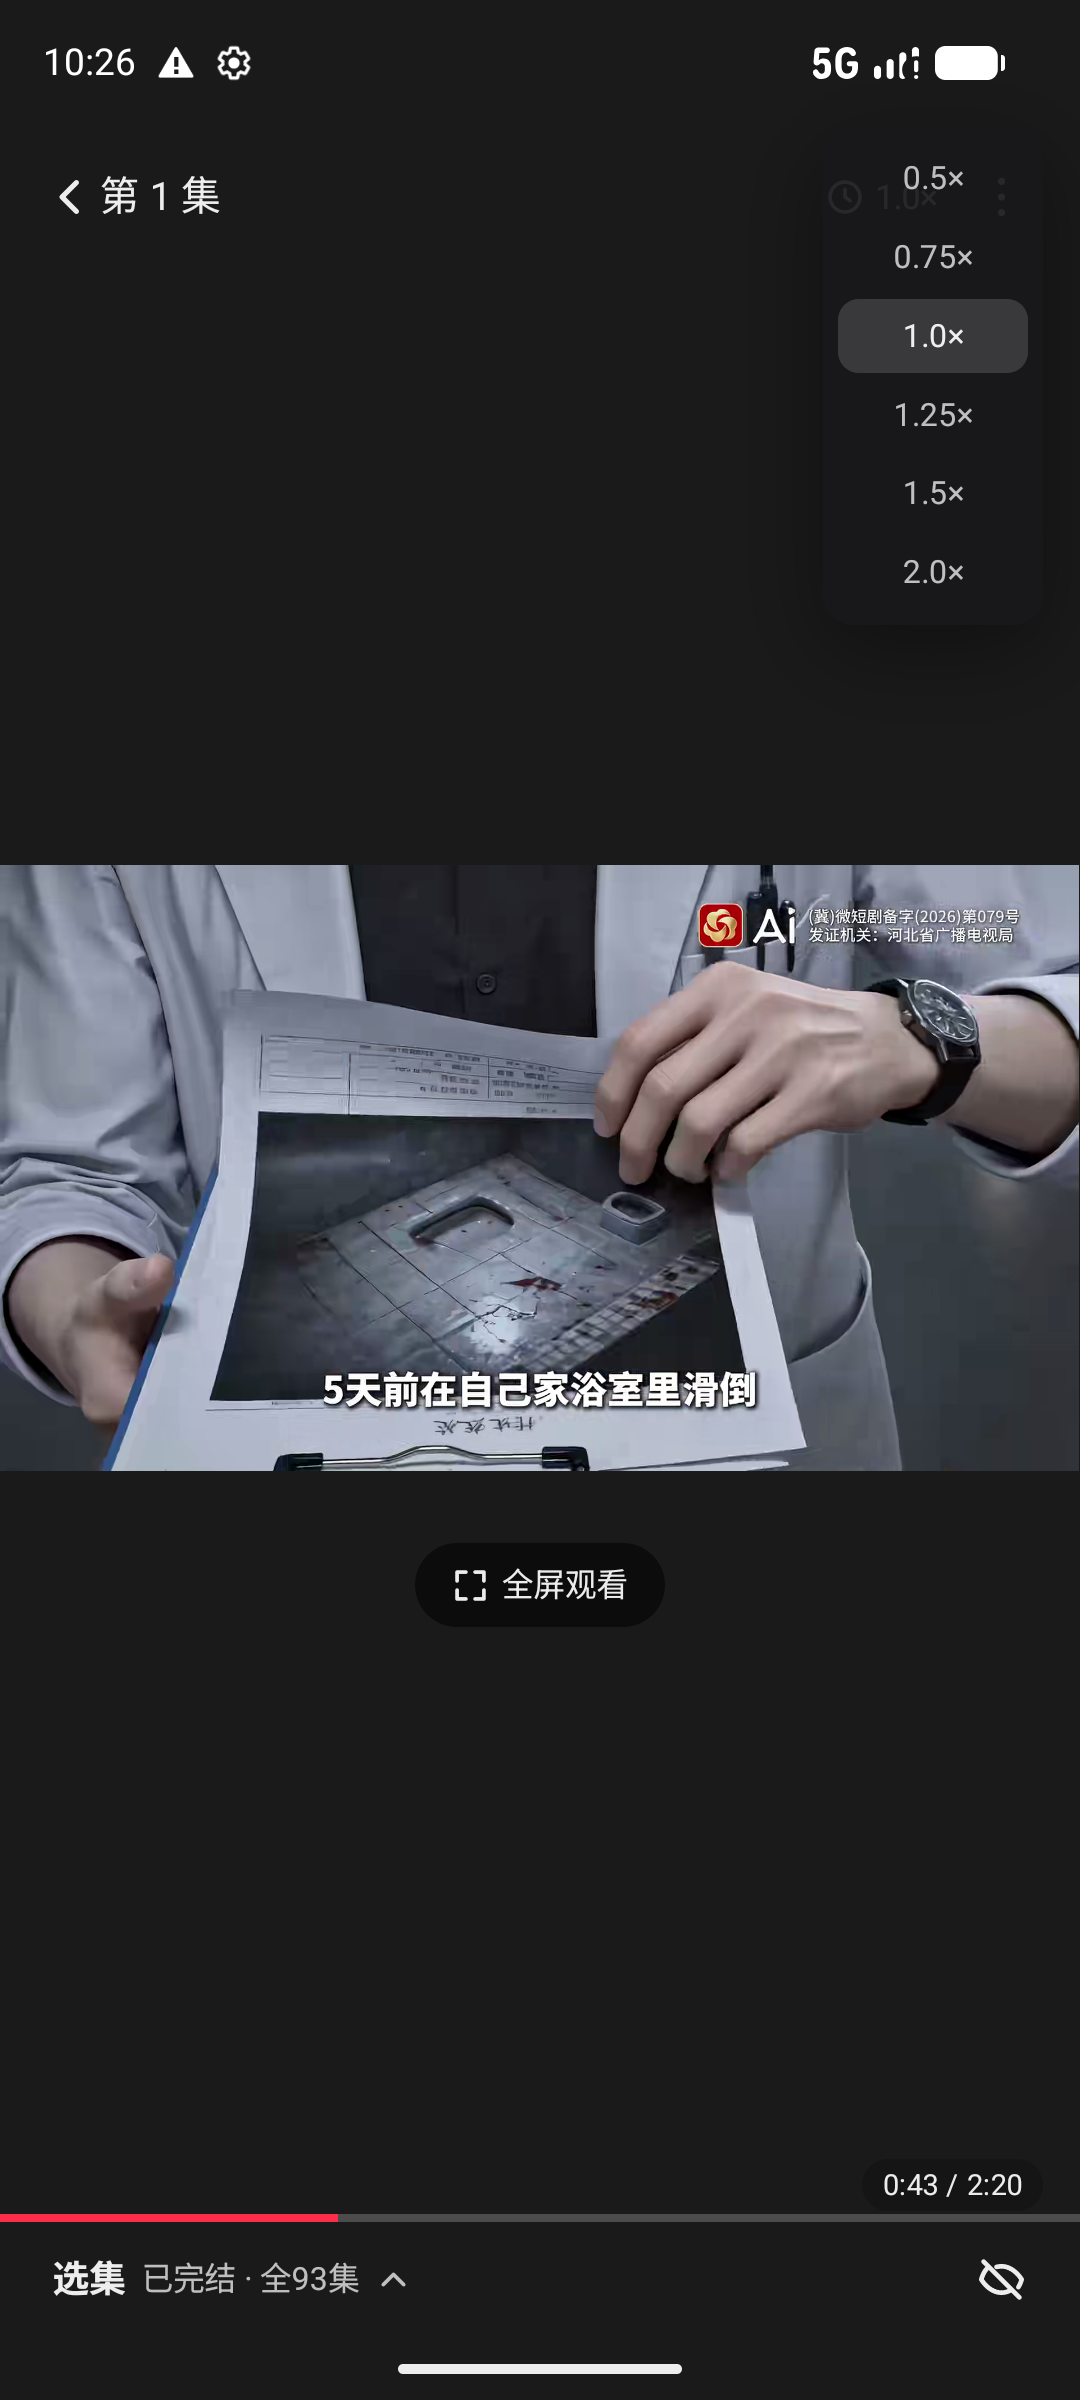 10:26
5G
第 1 集
1.0×
0.5×
0.75×
1.0×
1.25×
1.5×
2.0×
Ai
(冀)微短剧备字(2026)第079号
发证机关：河北省广播电视局
5天前在自己家浴室里滑倒
全屏观看
0:43 / 2:20
选集 已完结 · 全93集